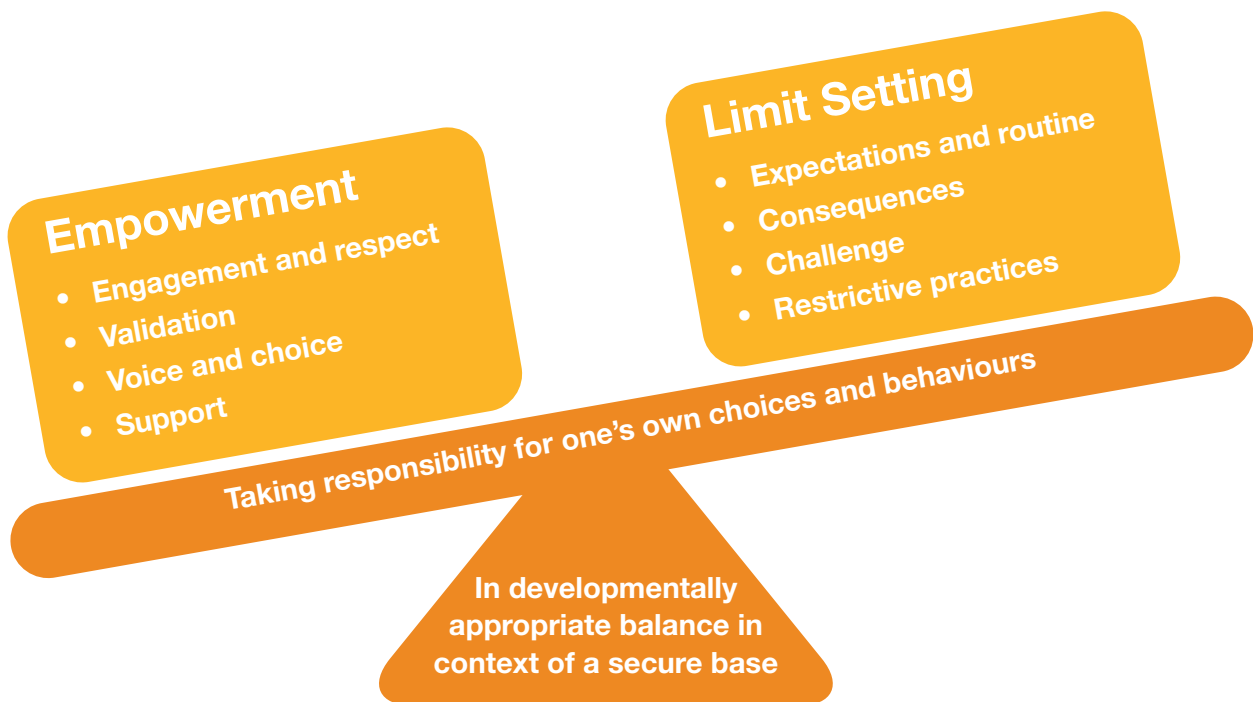 Empowerment
• Engagement and respect
• Validation
• Voice and choice
• Support
Limit Setting
• Expectations and routine
• Consequences
• Challenge
• Restrictive practices
Taking responsibility for one’s own choices and behaviours
In developmentally
appropriate balance in
context of a secure base